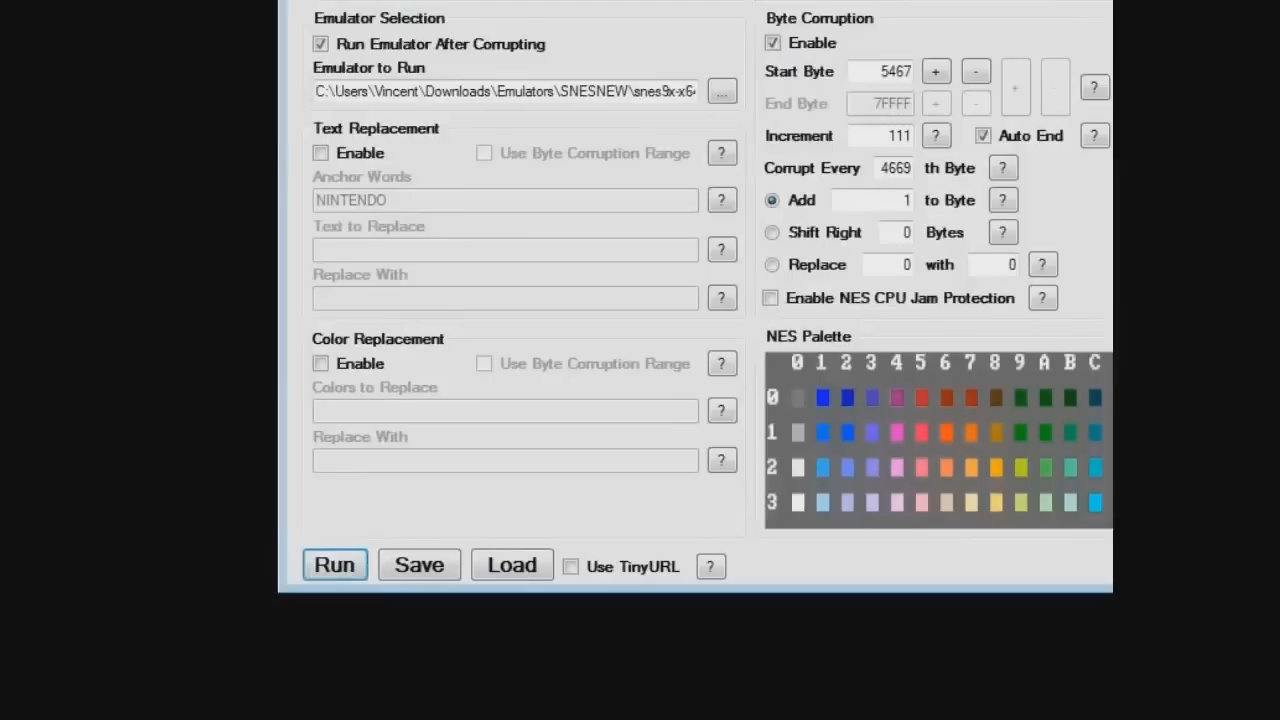 Emulator Selection
Run Emulator After Corrupting
Emulator to Run
C:\Users\Vincent\Downloads\Emulators\SNESNEW\snes9x-x6
...
Text Replacement
Enable
Use Byte Corruption Range
?
Anchor Words
NINTENDO
?
Text to Replace
?
Replace With
?
Color Replacement
Enable
Use Byte Corruption Range
?
Colors to Replace
?
Replace With
?
Run Save Load Use TinyURL ?
Byte Corruption
Enable
Start Byte 5467 + -
End Byte 7FFFF + -
+ - ?
Increment 111 ? Auto End ?
Corrupt Every 4669 th Byte ?
Add 1 to Byte ?
Shift Right 0 Bytes ?
Replace 0 with 0 ?
Enable NES CPU Jam Protection ?
NES Palette
0 1 2 3 4 5 6 7 8 9 A B C
0
1
2
3